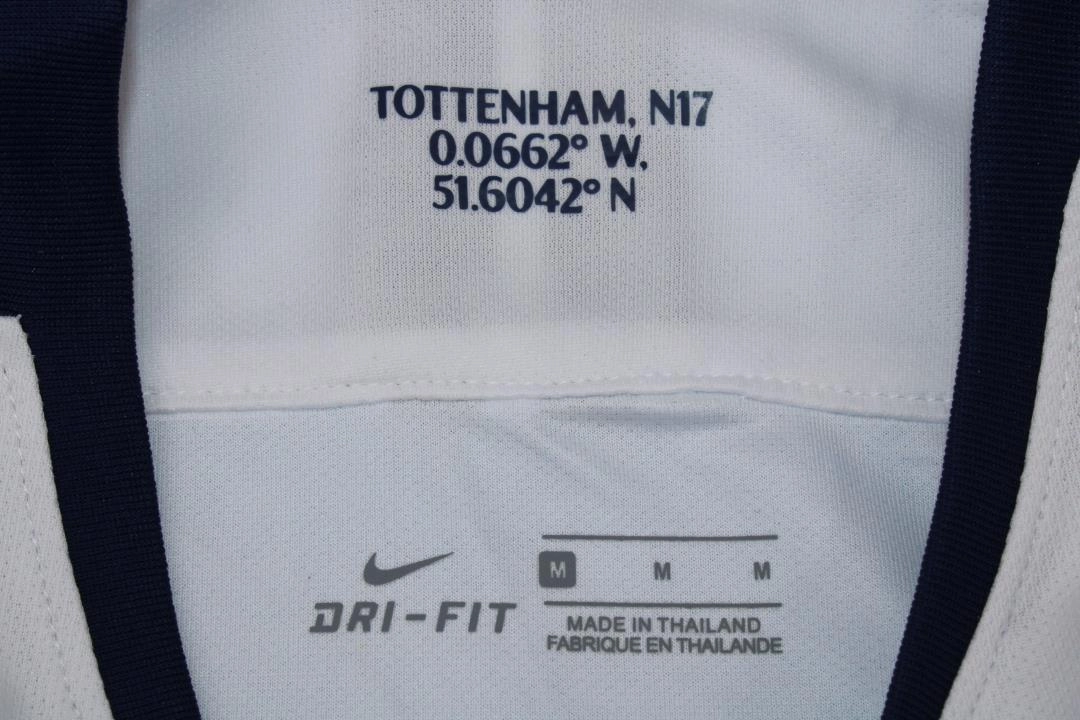 TOTTENHAM, N17
0.0662° W,
51.6042° N
DRI-FIT
M M M
MADE IN THAILAND
FABRIQUE EN THAILANDE